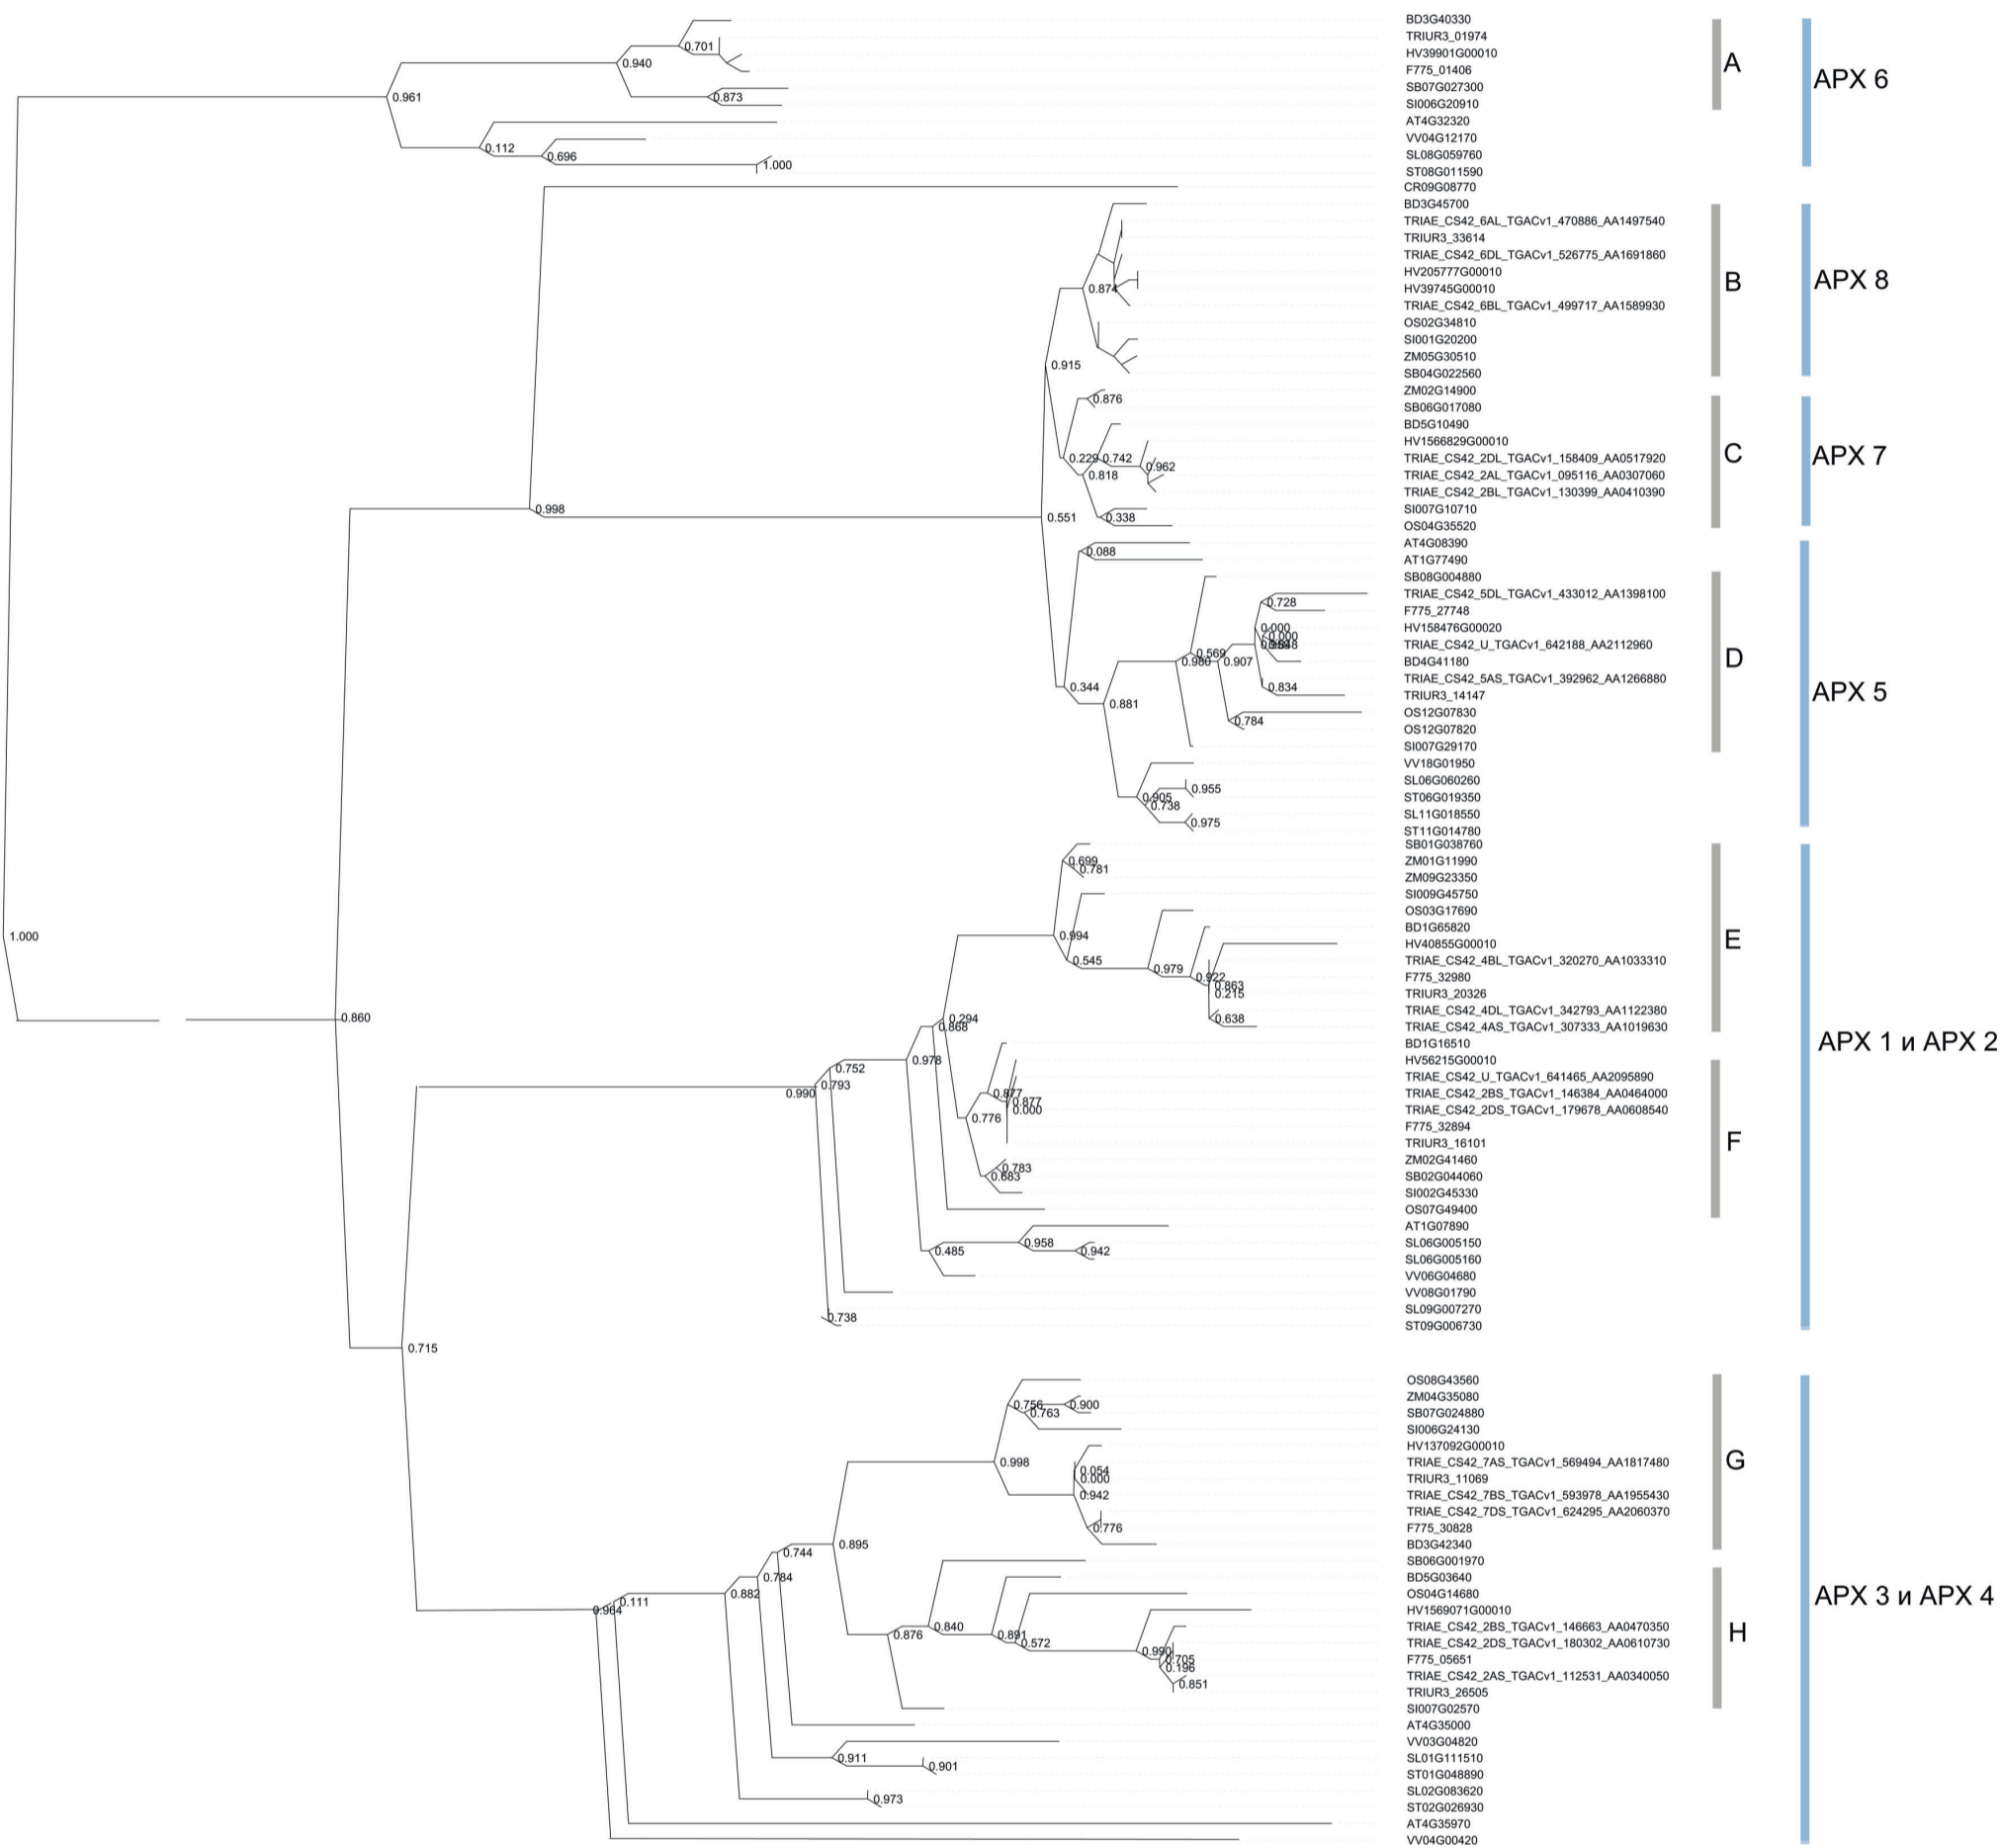 BD3G40330
TRIUR3_01974
0.701
HV39901G00010
0.940
A
F775_01406
APX 6
SB07G027300
0.961
0.873
SI006G20910
AT4G32320
VV04G12170
0.112
0.696
SL08G059760
1.000
ST08G011590
CR09G08770
BD3G45700
TRIAE_CS42_6AL_TGACv1_470886_AA1497540
TRIUR3_33614
TRIAE_CS42_6DL_TGACv1_526775_AA1691860
HV205777G00010
B
APX 8
0.874
HV39745G00010
TRIAE_CS42_6BL_TGACv1_499717_AA1589930
OS02G34810
SI001G20200
ZM05G30510
0.915
SB04G022560
ZM02G14900
0.876
SB06G017080
BD5G10490
HV1566829G00010
C
APX 7
0.229
0.742
TRIAE_CS42_2DL_TGACv1_158409_AA0517920
0.962
0.818
TRIAE_CS42_2AL_TGACv1_095116_AA0307060
TRIAE_CS42_2BL_TGACv1_130399_AA0410390
0.998
SI007G10710
0.551
0.338
OS04G35520
AT4G08390
0.088
AT1G77490
SB08G004880
TRIAE_CS42_5DL_TGACv1_433012_AA1398100
0.728
F775_27748
0.000
HV158476G00020
0.000
TRIAE_CS42_U_TGACv1_642188_AA2112960
0.569
0.980
0.907
BD4G41180
D
TRIAE_CS42_5AS_TGACv1_392962_AA1266880
0.344
0.834
APX 5
TRIUR3_14147
0.881
OS12G07830
0.784
OS12G07820
SI007G29170
VV18G01950
SL06G060260
0.955
0.905
ST06G019350
0.738
SL11G018550
0.975
ST11G014780
SB01G038760
0.699
ZM01G11990
0.781
ZM09G23350
SI009G45750
OS03G17690
BD1G65820
1.000
0.994
HV40855G00010
E
0.545
TRIAE_CS42_4BL_TGACv1_320270_AA1033310
0.979
0.922
F775_32980
0.863
0.215
TRIUR3_20326
TRIAE_CS42_4DL_TGACv1_342793_AA1122380
0.860
0.294
0.638
0.868
TRIAE_CS42_4AS_TGACv1_307333_AA1019630
BD1G16510
APX 1 и APX 2
0.978
HV56215G00010
0.752
TRIAE_CS42_U_TGACv1_641465_AA2095890
0.793
0.990
0.877
TRIAE_CS42_2BS_TGACv1_146384_AA0464000
0.877
0.000
TRIAE_CS42_2DS_TGACv1_179678_AA0608540
0.776
F775_32894
TRIUR3_16101
F
ZM02G41460
0.783
0.683
SB02G044060
SI002G45330
OS07G49400
AT1G07890
0.958
SL06G005150
0.485
0.942
SL06G005160
VV06G04680
VV08G01790
SL09G007270
0.738
ST09G006730
0.715
OS08G43560
ZM04G35080
0.756
0.900
0.763
SB07G024880
SI006G24130
HV137092G00010
0.998
TRIAE_CS42_7AS_TGACv1_569494_AA1817480
G
0.054
0.000
TRIUR3_11069
0.942
TRIAE_CS42_7BS_TGACv1_593978_AA1955430
TRIAE_CS42_7DS_TGACv1_624295_AA2060370
0.776
F775_30828
0.895
BD3G42340
0.744
SB06G001970
0.784
BD5G03640
0.882
OS04G14680
APX 3 и APX 4
0.111
0.964
HV1569071G00010
0.840
TRIAE_CS42_2BS_TGACv1_146663_AA0470350
0.876
0.891
0.572
TRIAE_CS42_2DS_TGACv1_180302_AA0610730
H
0.990
0.705
F775_05651
0.196
TRIAE_CS42_2AS_TGACv1_112531_AA0340050
0.851
TRIUR3_26505
SI007G02570
AT4G35000
VV03G04820
0.911
SL01G111510
0.901
ST01G048890
SL02G083620
0.973
ST02G026930
AT4G35970
VV04G00420